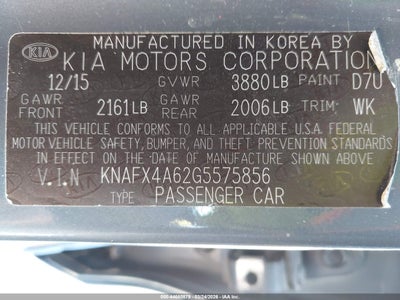 MANUFACTURED IN KOREA BY
KIA KIA MOTORS CORPORATION
12/15 GVWR 3880LB PAINT D7U
GAWR FRONT 2161LB GAWR REAR 2006LB TRIM: WK
THIS VEHICLE CONFORMS TO ALL APPLICABLE U.S.A. FEDERAL
MOTOR VEHICLE SAFETY, BUMPER, AND THEFT PREVENTION STANDARDS
IN EFFECT ON THE DATE OF MANUFACTURE SHOWN ABOVE.
V.I.N KNAFX4A62G5575856
TYPE PASSENGER CAR